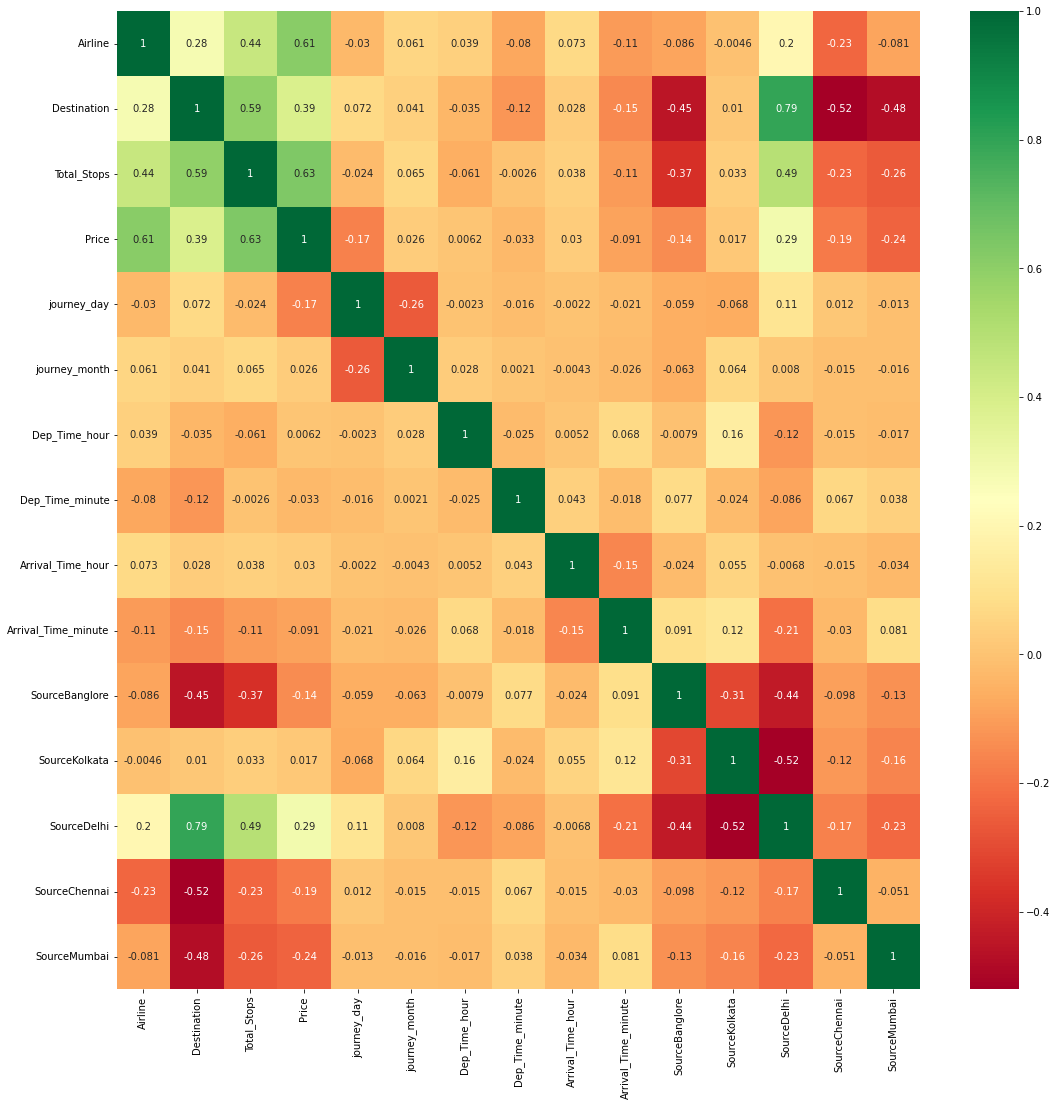 Airline 1 0.28 0.44 0.61 -0.03 0.061 0.039 -0.08 0.073 -0.11 -0.086 -0.0046 0.2 -0.23 -0.081
Destination 0.28 1 0.59 0.39 0.072 0.041 -0.035 -0.12 0.028 -0.15 -0.45 0.01 0.79 -0.52 -0.48
Total_Stops 0.44 0.59 1 0.63 -0.024 0.065 -0.061 -0.0026 0.038 -0.11 -0.37 0.033 0.49 -0.23 -0.26
Price 0.61 0.39 0.63 1 -0.17 0.026 0.0062 -0.033 0.03 -0.091 -0.14 0.017 0.29 -0.19 -0.24
journey_day -0.03 0.072 -0.024 -0.17 1 -0.26 -0.0023 -0.016 -0.0022 -0.021 -0.059 -0.068 0.11 0.012 -0.013
journey_month 0.061 0.041 0.065 0.026 -0.26 1 0.028 0.0021 -0.0043 -0.026 -0.063 0.064 0.008 -0.015 -0.016
Dep_Time_hour 0.039 -0.035 -0.061 0.0062 -0.0023 0.028 1 -0.025 0.0052 0.068 -0.0079 0.16 -0.12 -0.015 -0.017
Dep_Time_minute -0.08 -0.12 -0.0026 -0.033 -0.016 0.0021 -0.025 1 0.043 -0.018 0.077 -0.024 -0.086 0.067 0.038
Arrival_Time_hour 0.073 0.028 0.038 0.03 -0.0022 -0.0043 0.0052 0.043 1 -0.15 -0.024 0.055 -0.0068 -0.015 -0.034
Arrival_Time_minute -0.11 -0.15 -0.11 -0.091 -0.021 -0.026 0.068 -0.018 -0.15 1 0.091 0.12 -0.21 -0.03 0.081
SourceBanglore -0.086 -0.45 -0.37 -0.14 -0.059 -0.063 -0.0079 0.077 -0.024 0.091 1 -0.31 -0.44 -0.098 -0.13
SourceKolkata -0.0046 0.01 0.033 0.017 -0.068 0.064 0.16 -0.024 0.055 0.12 -0.31 1 -0.52 -0.12 -0.16
SourceDelhi 0.2 0.79 0.49 0.29 0.11 0.008 -0.12 -0.086 -0.0068 -0.21 -0.44 -0.52 1 -0.17 -0.23
SourceChennai -0.23 -0.52 -0.23 -0.19 0.012 -0.015 -0.015 0.067 -0.015 -0.03 -0.098 -0.12 -0.17 1 -0.051
SourceMumbai -0.081 -0.48 -0.26 -0.24 -0.013 -0.016 -0.017 0.038 -0.034 0.081 -0.13 -0.16 -0.23 -0.051 1
Airline
Destination
Total_Stops
Price
journey_day
journey_month
Dep_Time_hour
Dep_Time_minute
Arrival_Time_hour
Arrival_Time_minute
SourceBanglore
SourceKolkata
SourceDelhi
SourceChennai
SourceMumbai
1.0
0.8
0.6
0.4
0.2
0.0
−0.2
−0.4